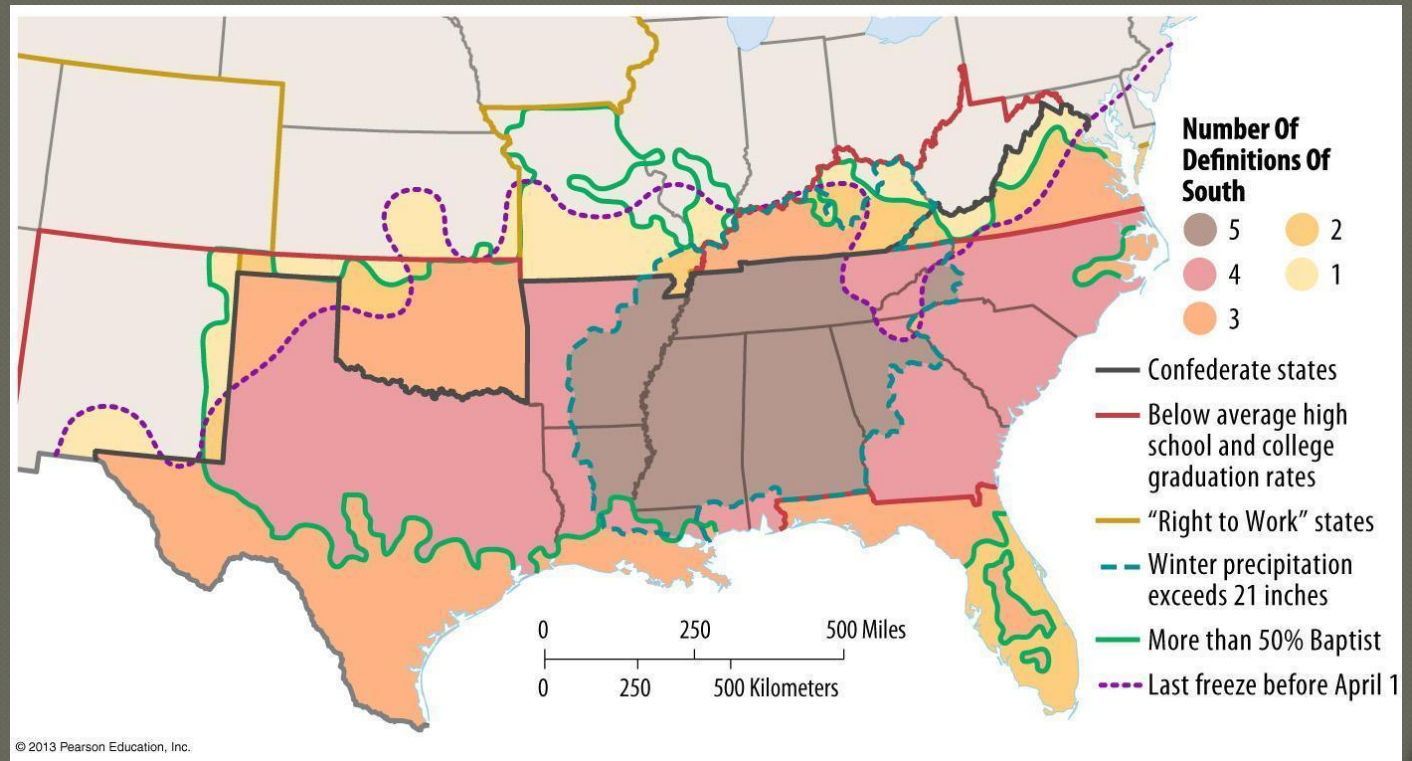 Number Of
Definitions Of
South
5
2
4
1
3
Confederate states
Below average high
school and college
graduation rates
“Right to Work” states
Winter precipitation
exceeds 21 inches
More than 50% Baptist
Last freeze before April 1
0 250 500 Miles
0 250 500 Kilometers
© 2013 Pearson Education, Inc.